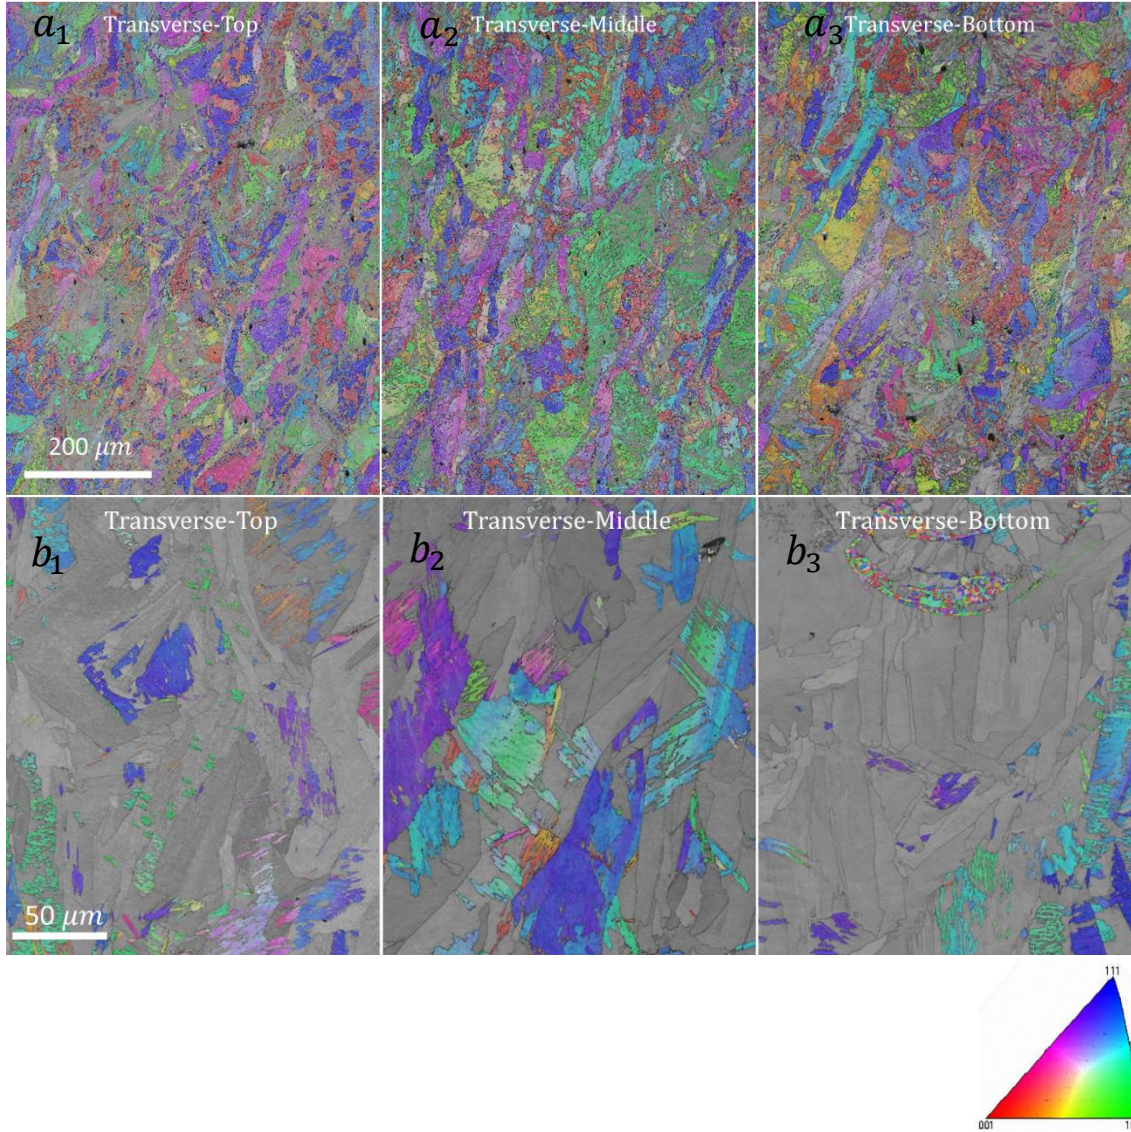 a1 Transverse-Top
a2 Transverse-Middle
a3 Transverse-Bottom
200 μm
Transverse-Top
Transverse-Middle
Transverse-Bottom
b1
b2
b3
50 μm
111
001